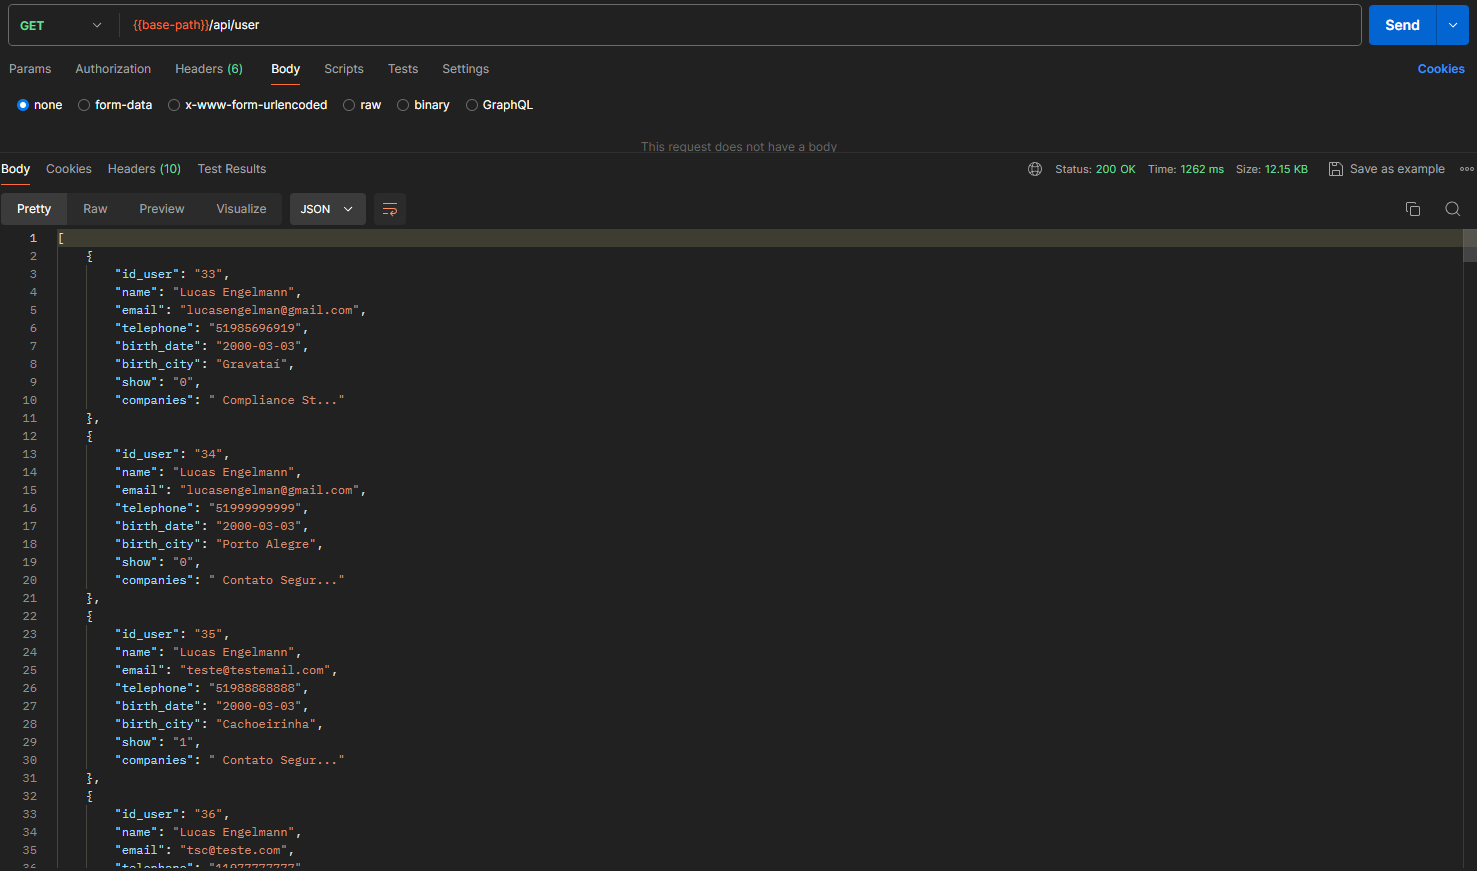 GET {{base-path}}/api/user Send
Params Authorization Headers (6) Body Scripts Tests Settings Cookies
none form-data x-www-form-urlencoded raw binary GraphQL
This request does not have a body
Body Cookies Headers (10) Test Results Status: 200 OK Time: 1262 ms Size: 12.15 KB Save as example
Pretty Raw Preview Visualize JSON
1 [
2 {
3 "id_user": "33",
4 "name": "Lucas Engelmann",
5 "email": "lucasengelman@gmail.com",
6 "telephone": "51985696919",
7 "birth_date": "2000-03-03",
8 "birth_city": "Gravataí",
9 "show": "0",
10 "companies": " Compliance St..."
11 },
12 {
13 "id_user": "34",
14 "name": "Lucas Engelmann",
15 "email": "lucasengelman@gmail.com",
16 "telephone": "51999999999",
17 "birth_date": "2000-03-03",
18 "birth_city": "Porto Alegre",
19 "show": "0",
20 "companies": " Contato Segur..."
21 },
22 {
23 "id_user": "35",
24 "name": "Lucas Engelmann",
25 "email": "teste@testemail.com",
26 "telephone": "51988888888",
27 "birth_date": "2000-03-03",
28 "birth_city": "Cachoeirinha",
29 "show": "1",
30 "companies": " Contato Segur..."
31 },
32 {
33 "id_user": "36",
34 "name": "Lucas Engelmann",
35 "email": "tsc@teste.com",
36 "telephone": "11977777777"